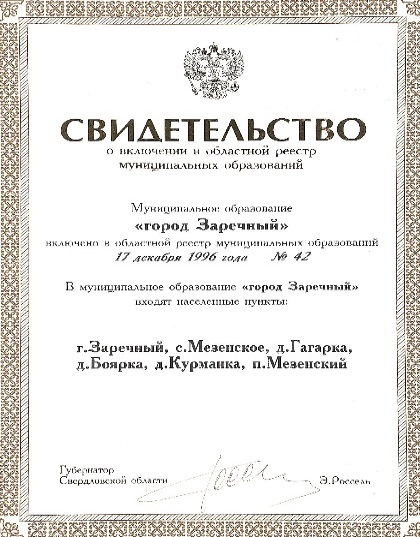 СВИДЕТЕЛЬСТВО
о включении в областной реестр
муниципальных образований
Муниципальное образование
«город Заречный»
включено в областной реестр муниципальных образований
17 декабря 1996 года № 42
В муниципальное образование «город Заречный»
входят населенные пункты:
г.Заречный, с.Мезенское, д.Гагарка,
д.Боярка, д.Курманка, п.Мезенский
Губернатор
Свердловской области Э.Россель